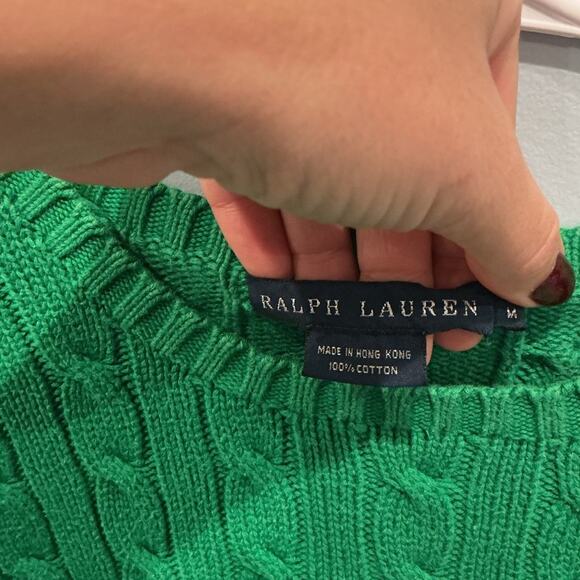 RALPH LAUREN M
MADE IN HONG KONG
100% COTTON